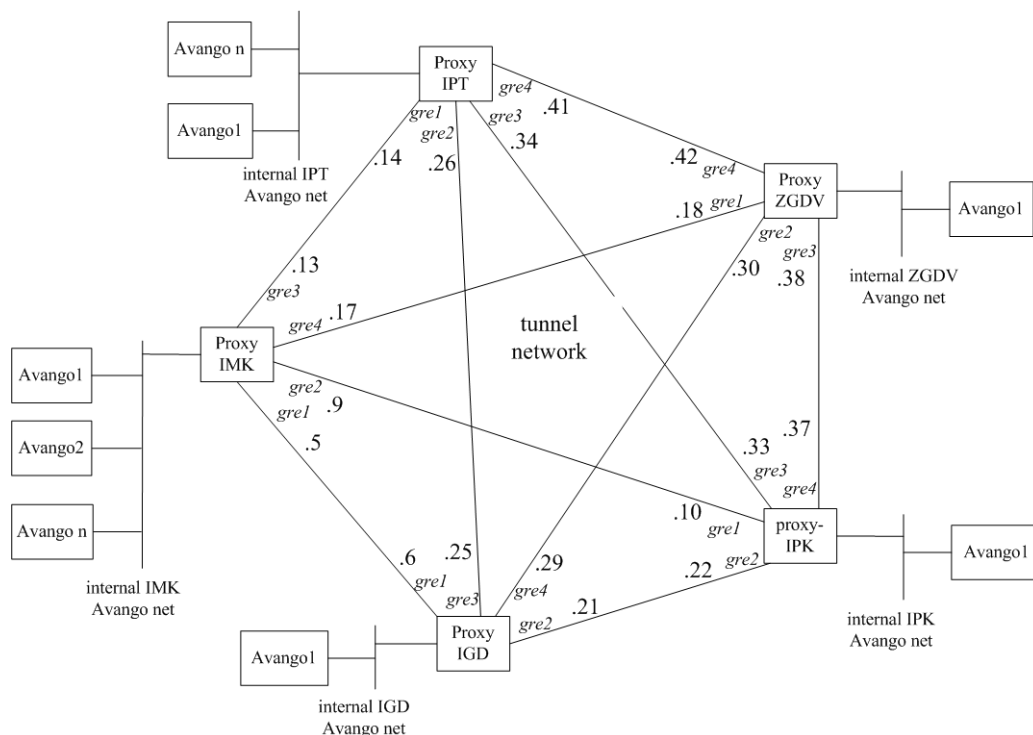 Avango n
Avango1
internal IPT
Avango net
Proxy
IPT
gre4
.41
gre1
gre2
gre3
.34
.14
.26
.42
gre4
Proxy
ZGDV
Avango1
.18
gre1
gre2
gre3
.30
.38
internal ZGDV
Avango net
.13
gre3
.17
gre4
Proxy
IMK
tunnel
network
Avango1
Avango2
Avango n
internal IMK
Avango net
gre2
.9
gre1
.5
.37
.33
gre3
gre4
.10
gre1
proxy-
IPK
Avango1
internal IPK
Avango net
.6
gre1
.25
gre3
.29
gre4
.22
gre2
.21
gre2
Proxy
IGD
Avango1
internal IGD
Avango net